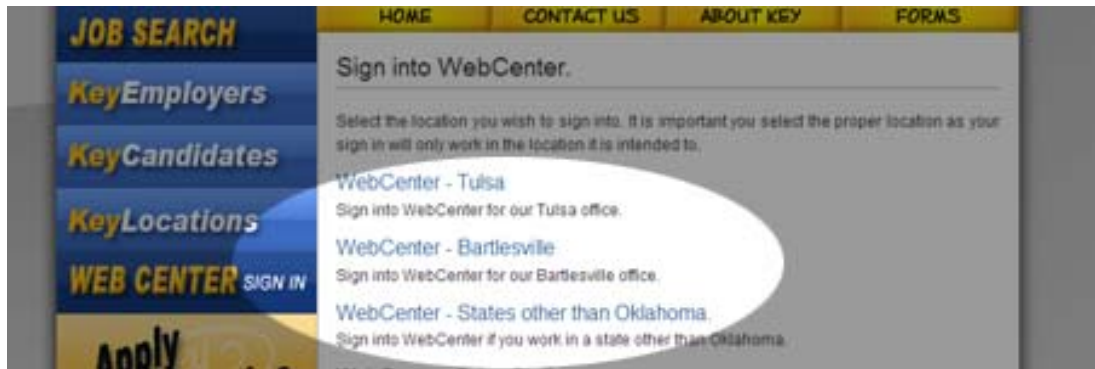 JOB SEARCH
KeyEmployers
KeyCandidates
KeyLocations
WEB CENTER SIGN IN
Apply
HOME
CONTACT US
ABOUT KEY
FORMS
Sign into WebCenter.
Select the location you wish to sign into. It is important you select the proper location as your
sign in will only work in the location it is intended to.
WebCenter - Tulsa
Sign into WebCenter for our Tulsa office.
WebCenter - Bartlesville
Sign into WebCenter for our Bartlesville office.
WebCenter - States other than Oklahoma.
Sign into WebCenter if you work in a state other than Oklahoma.